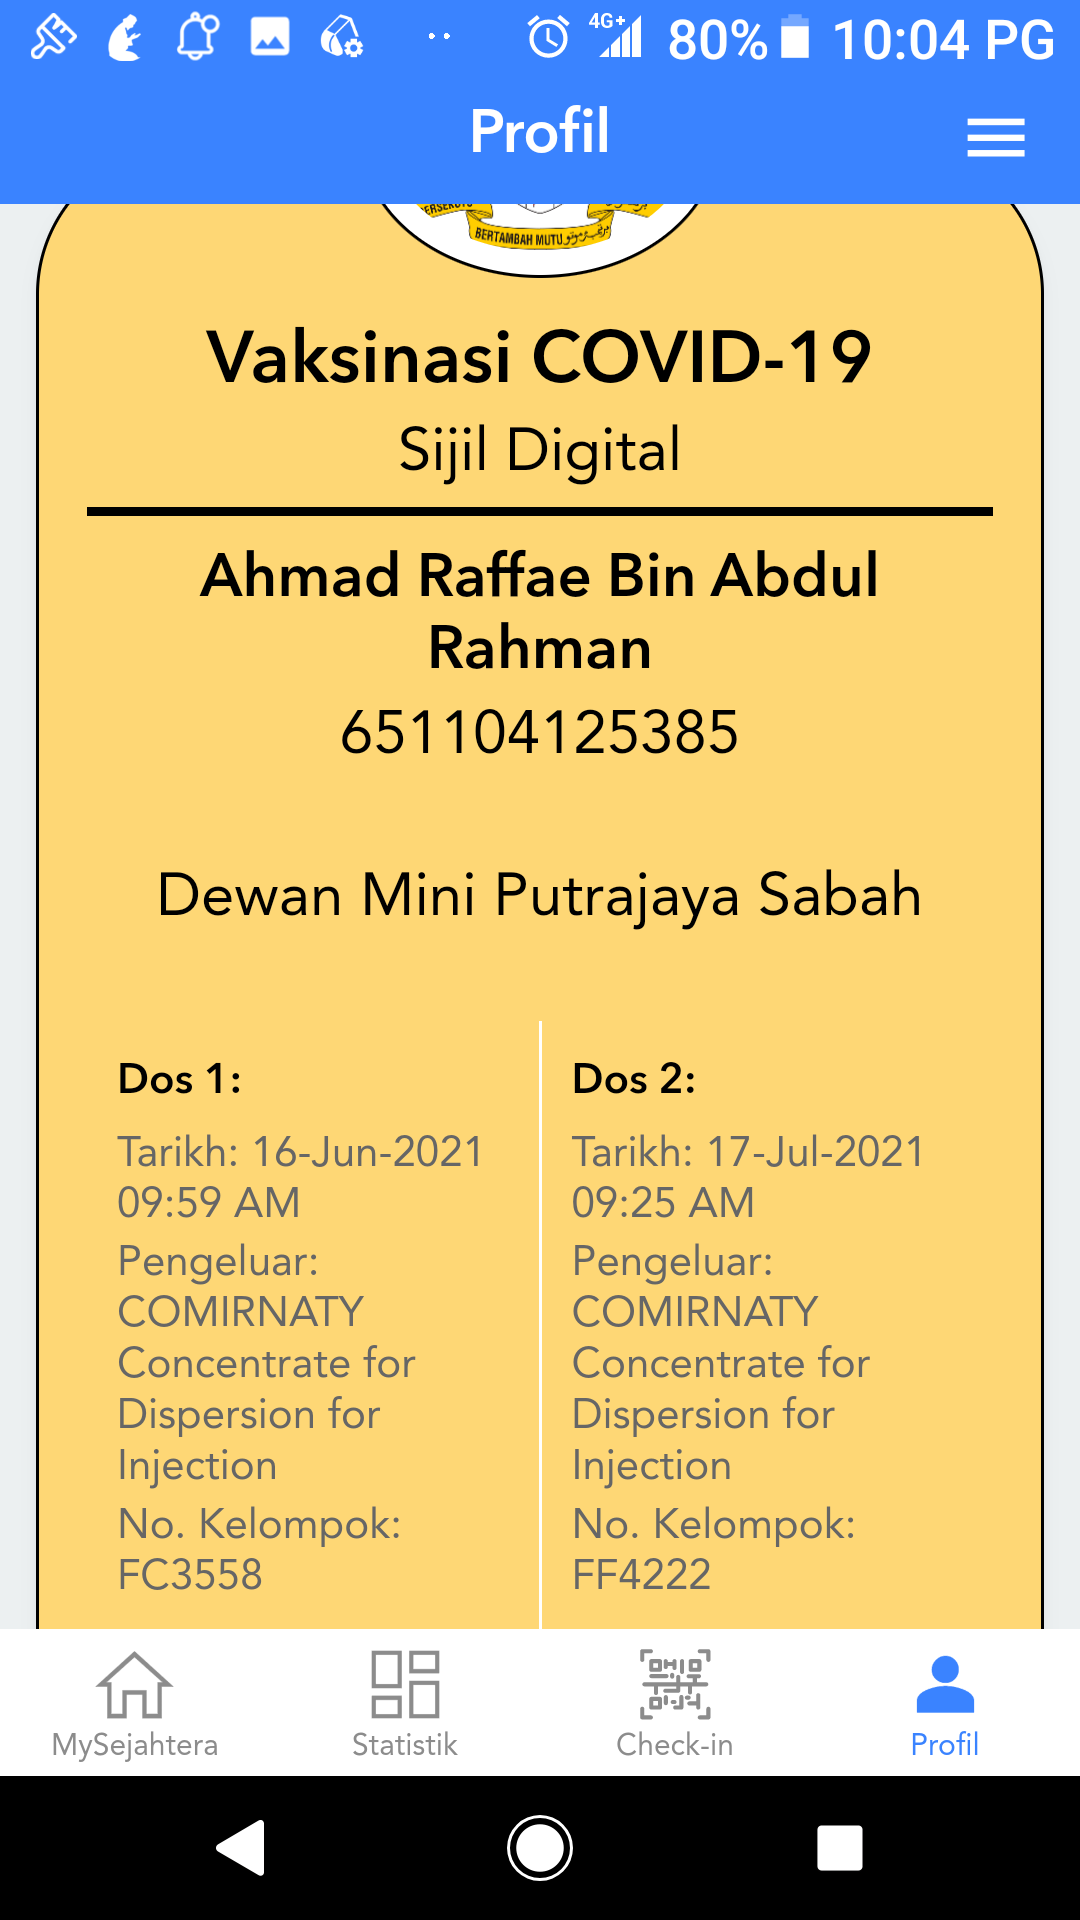 4G+ 80% 10:04 PG
Profil
BERTAMBAH MUTU
Vaksinasi COVID-19
Sijil Digital
Ahmad Raffae Bin Abdul
Rahman
651104125385
Dewan Mini Putrajaya Sabah
Dos 1:
Tarikh: 16-Jun-2021
09:59 AM
Pengeluar:
COMIRNATY
Concentrate for
Dispersion for
Injection
No. Kelompok:
FC3558
Dos 2:
Tarikh: 17-Jul-2021
09:25 AM
Pengeluar:
COMIRNATY
Concentrate for
Dispersion for
Injection
No. Kelompok:
FF4222
MySejahtera
Statistik
Check-in
Profil